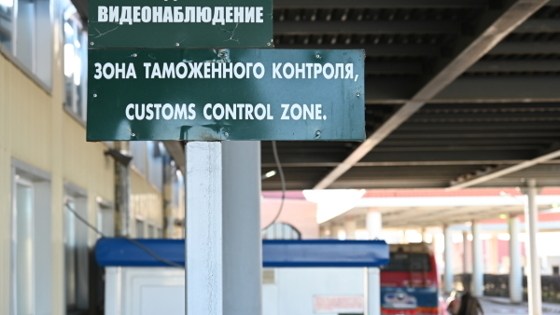 ВИДЕОНАБЛЮДЕНИЕ
ЗОНА ТАМОЖЕННОГО КОНТРОЛЯ,
CUSTOMS CONTROL ZONE.